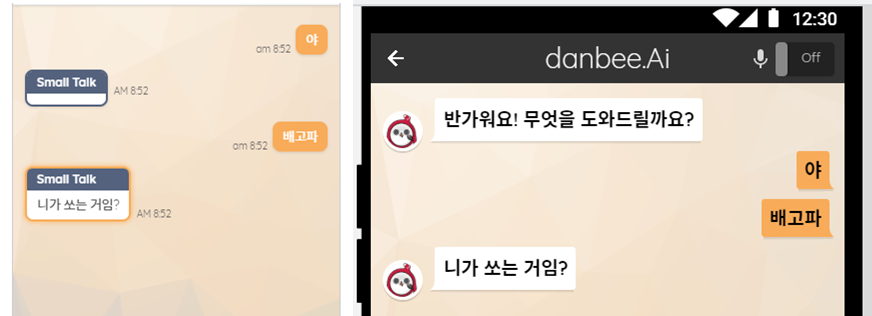 야
am 8:52
Small Talk
AM 8:52
배고파
am 8:52
Small Talk
니가 쏘는 거임?
AM 8:52
12:30
danbee.Ai
Off
반가워요! 무엇을 도와드릴까요?
야
배고파
니가 쏘는 거임?